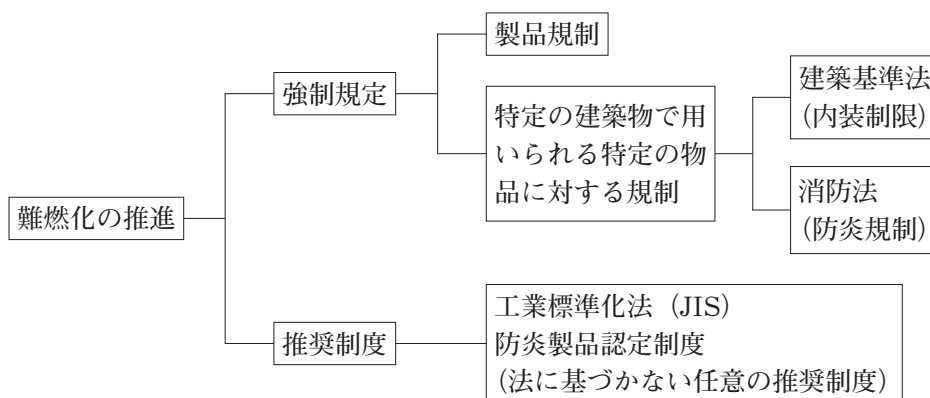 難燃化の推進
強制規定
製品規制
特定の建築物で用
いられる特定の物
品に対する規制
建築基準法
（内装制限）
消防法
（防炎規制）
推奨制度
工業標準化法（JIS）
防炎製品認定制度
（法に基づかない任意の推奨制度）